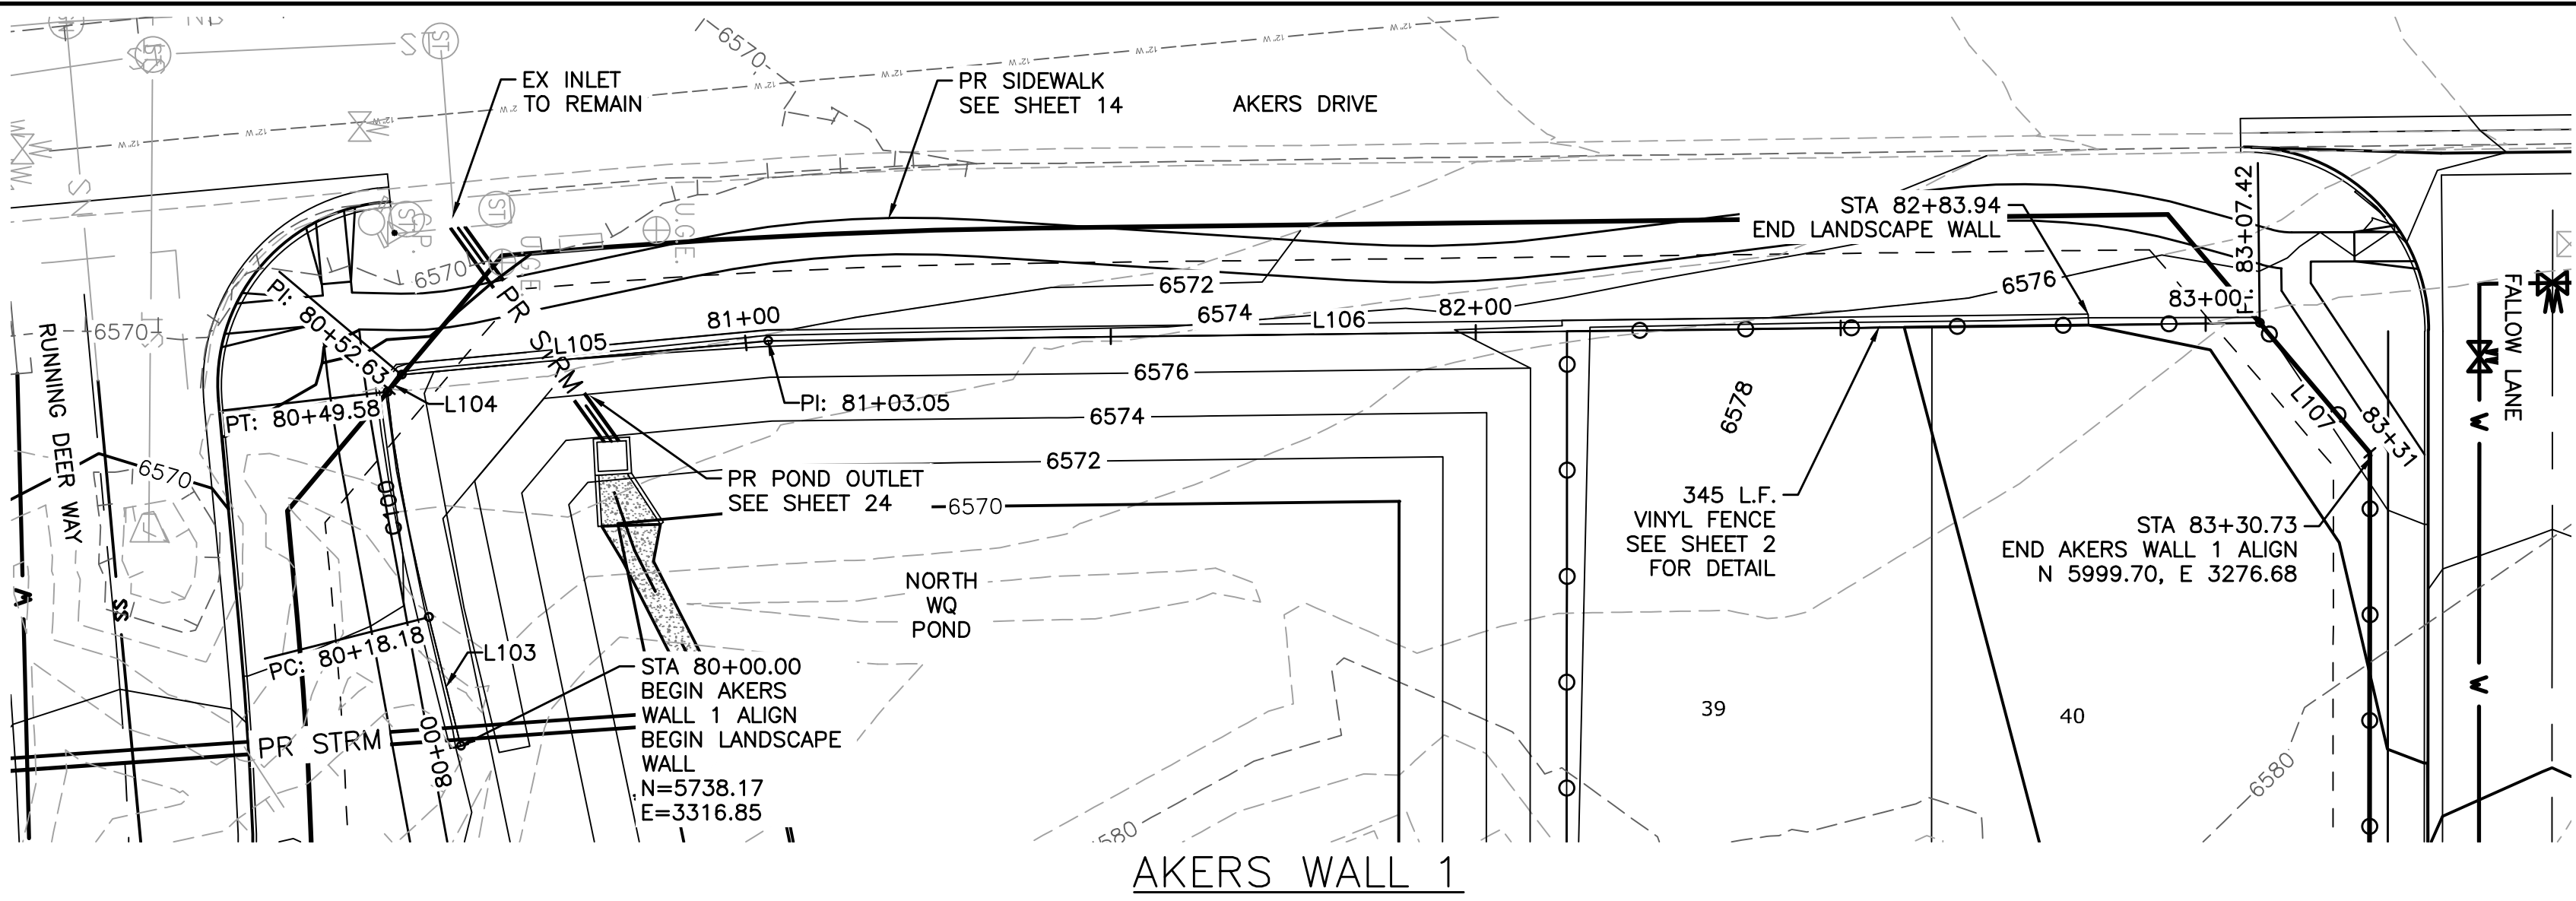 EX INLET
TO REMAIN
PR SIDEWALK
SEE SHEET 14
AKERS DRIVE
6570
ST
12"W
STA 82+83.94
END LANDSCAPE WALL
83+07.42
6570
6572
6574
L106
82+00
6576
83+00
81+00
L105
PI: 80+52.63
PR STRM
6570
RUNNING DEER WAY
FALLOW LANE
6576
PI: 81+03.05
L104
PT: 80+49.58
6574
6578
L107
83+31
6570
6572
PR POND OUTLET
SEE SHEET 24
6570
C100
345 L.F.
VINYL FENCE
SEE SHEET 2
FOR DETAIL
STA 83+30.73
END AKERS WALL 1 ALIGN
N 5999.70, E 3276.68
NORTH
WQ
POND
W
SS
PC: 80+18.18
L103
STA 80+00.00
BEGIN AKERS
WALL 1 ALIGN
BEGIN LANDSCAPE
WALL
N=5738.17
E=3316.85
PR STRM
80+00
39
40
W
W
6580
6580
AKERS WALL 1